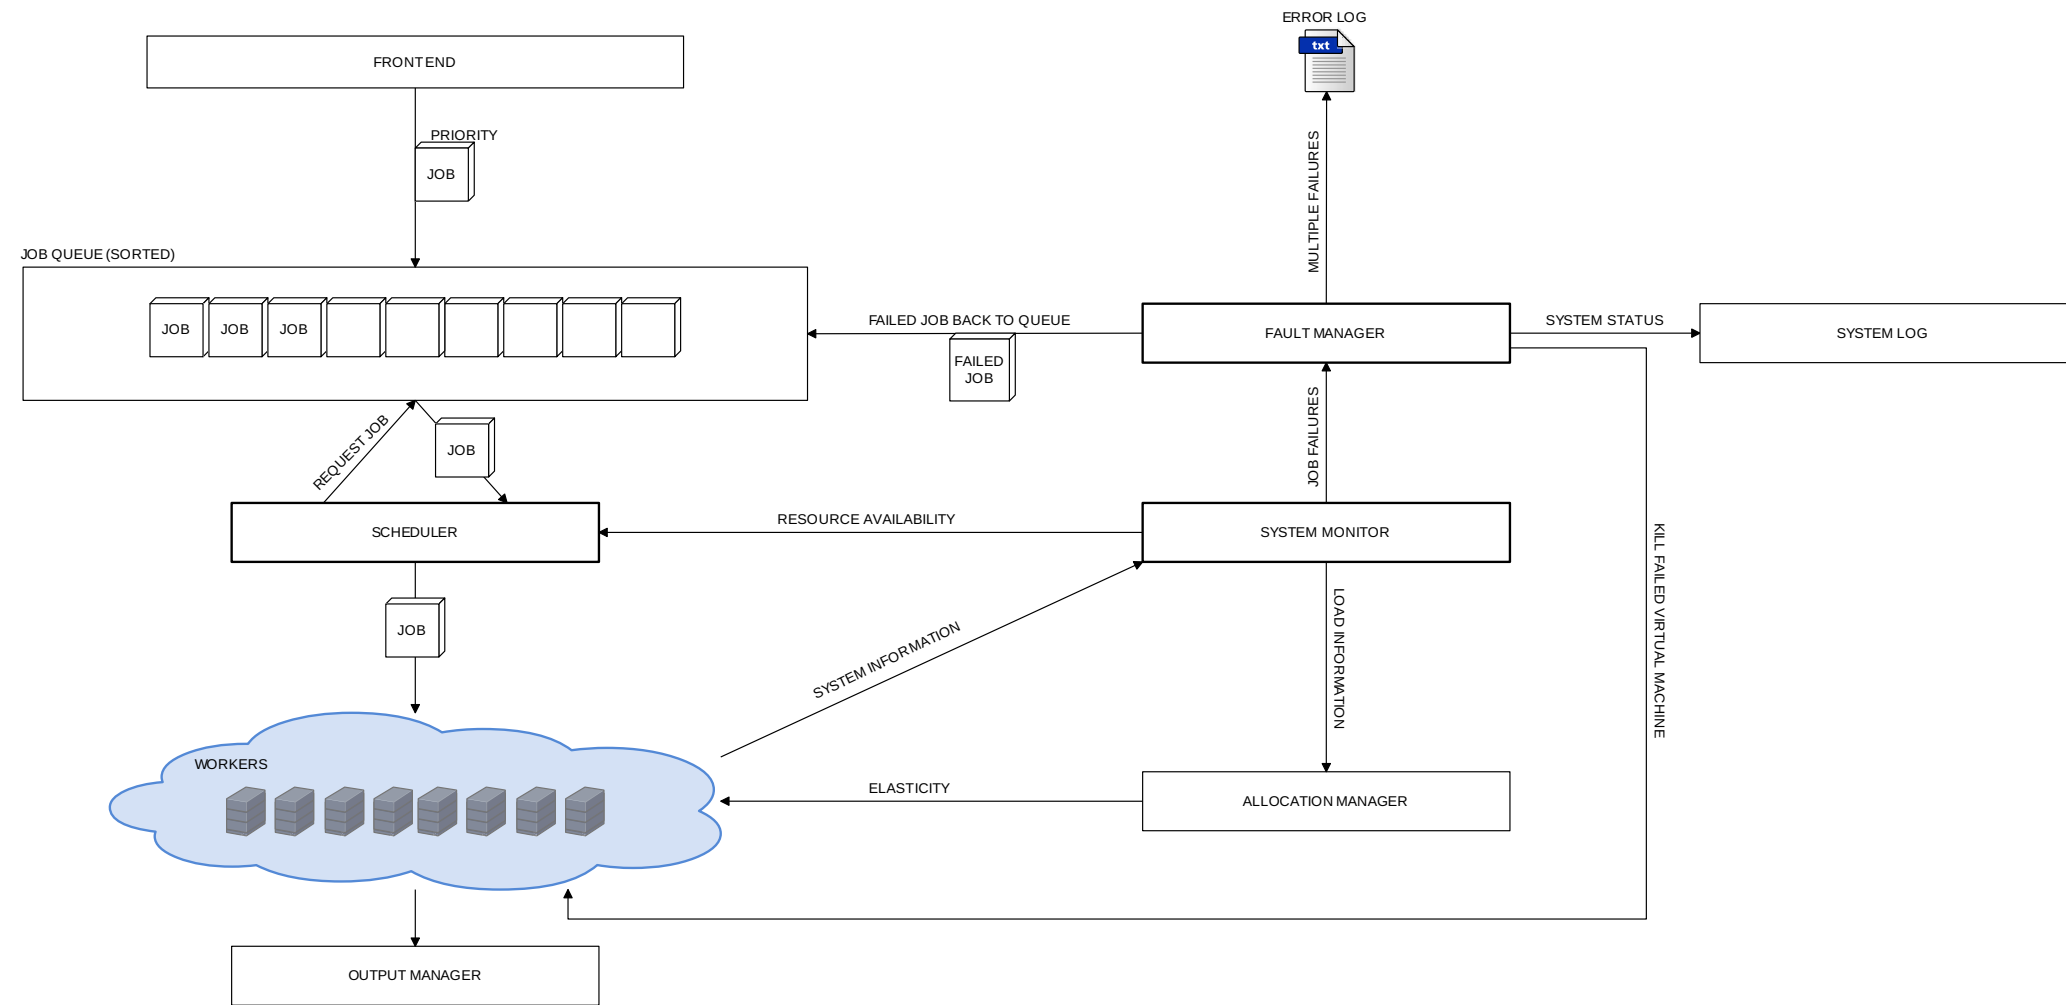 ERROR LOG
txt
FRONT END
PRIORITY
JOB
MULTIPLE FAILURES
JOB QUEUE (SORTED)
JOB
JOB
JOB
FAILED JOB BACK TO QUEUE
FAILED
JOB
FAULT MANAGER
SYSTEM STATUS
SYSTEM LOG
REQUEST JOB
JOB
JOB FAILURES
SCHEDULER
RESOURCE AVAILABILITY
SYSTEM MONITOR
KILL FAILED VIRTUAL MACHINE
JOB
SYSTEM INFORMATION
LOAD INFORMATION
WORKERS
ELASTICITY
ALLOCATION MANAGER
OUTPUT MANAGER